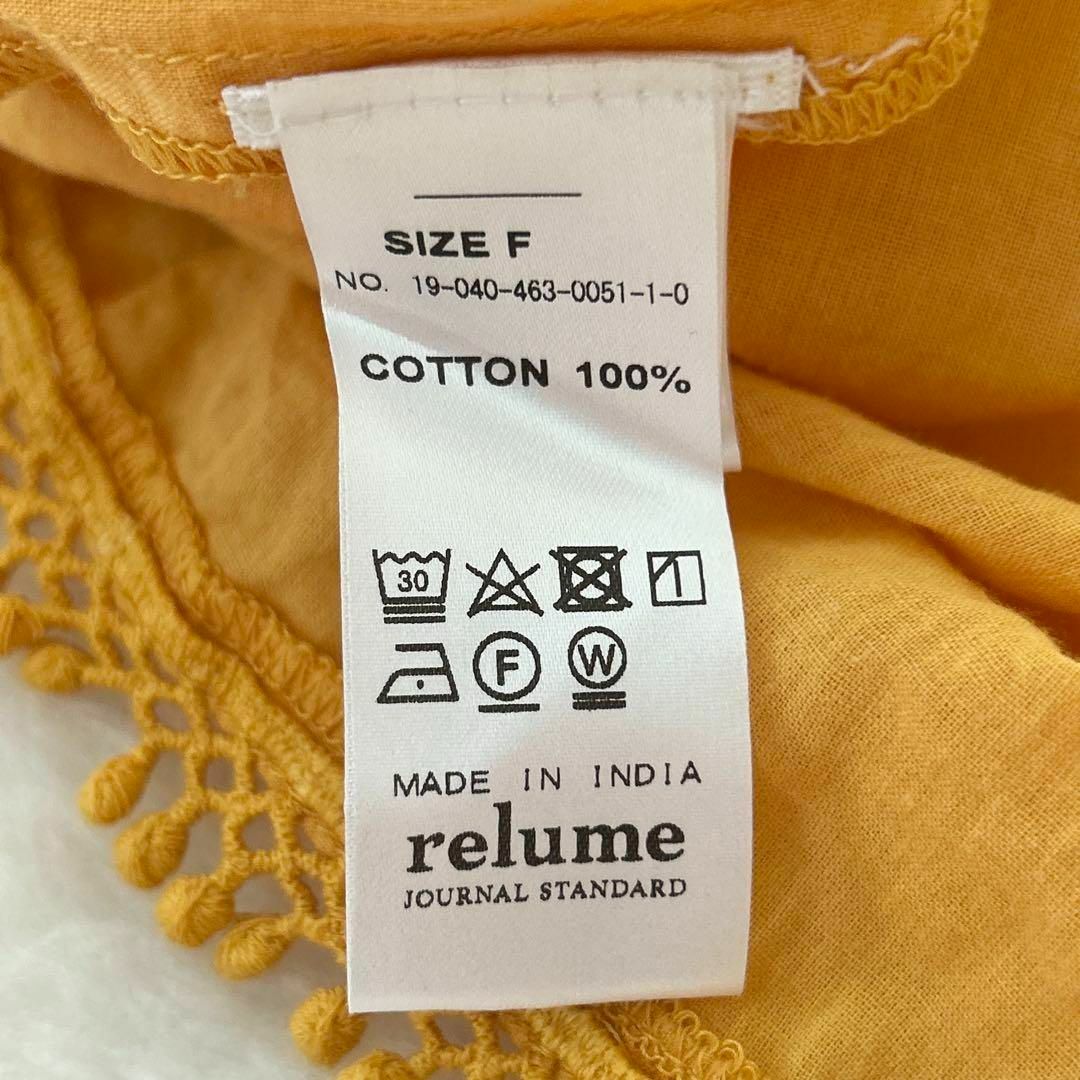 SIZE F
NO. 19-040-463-0051-1-0
COTTON 100%
30
F W
MADE IN INDIA
relume
JOURNAL STANDARD